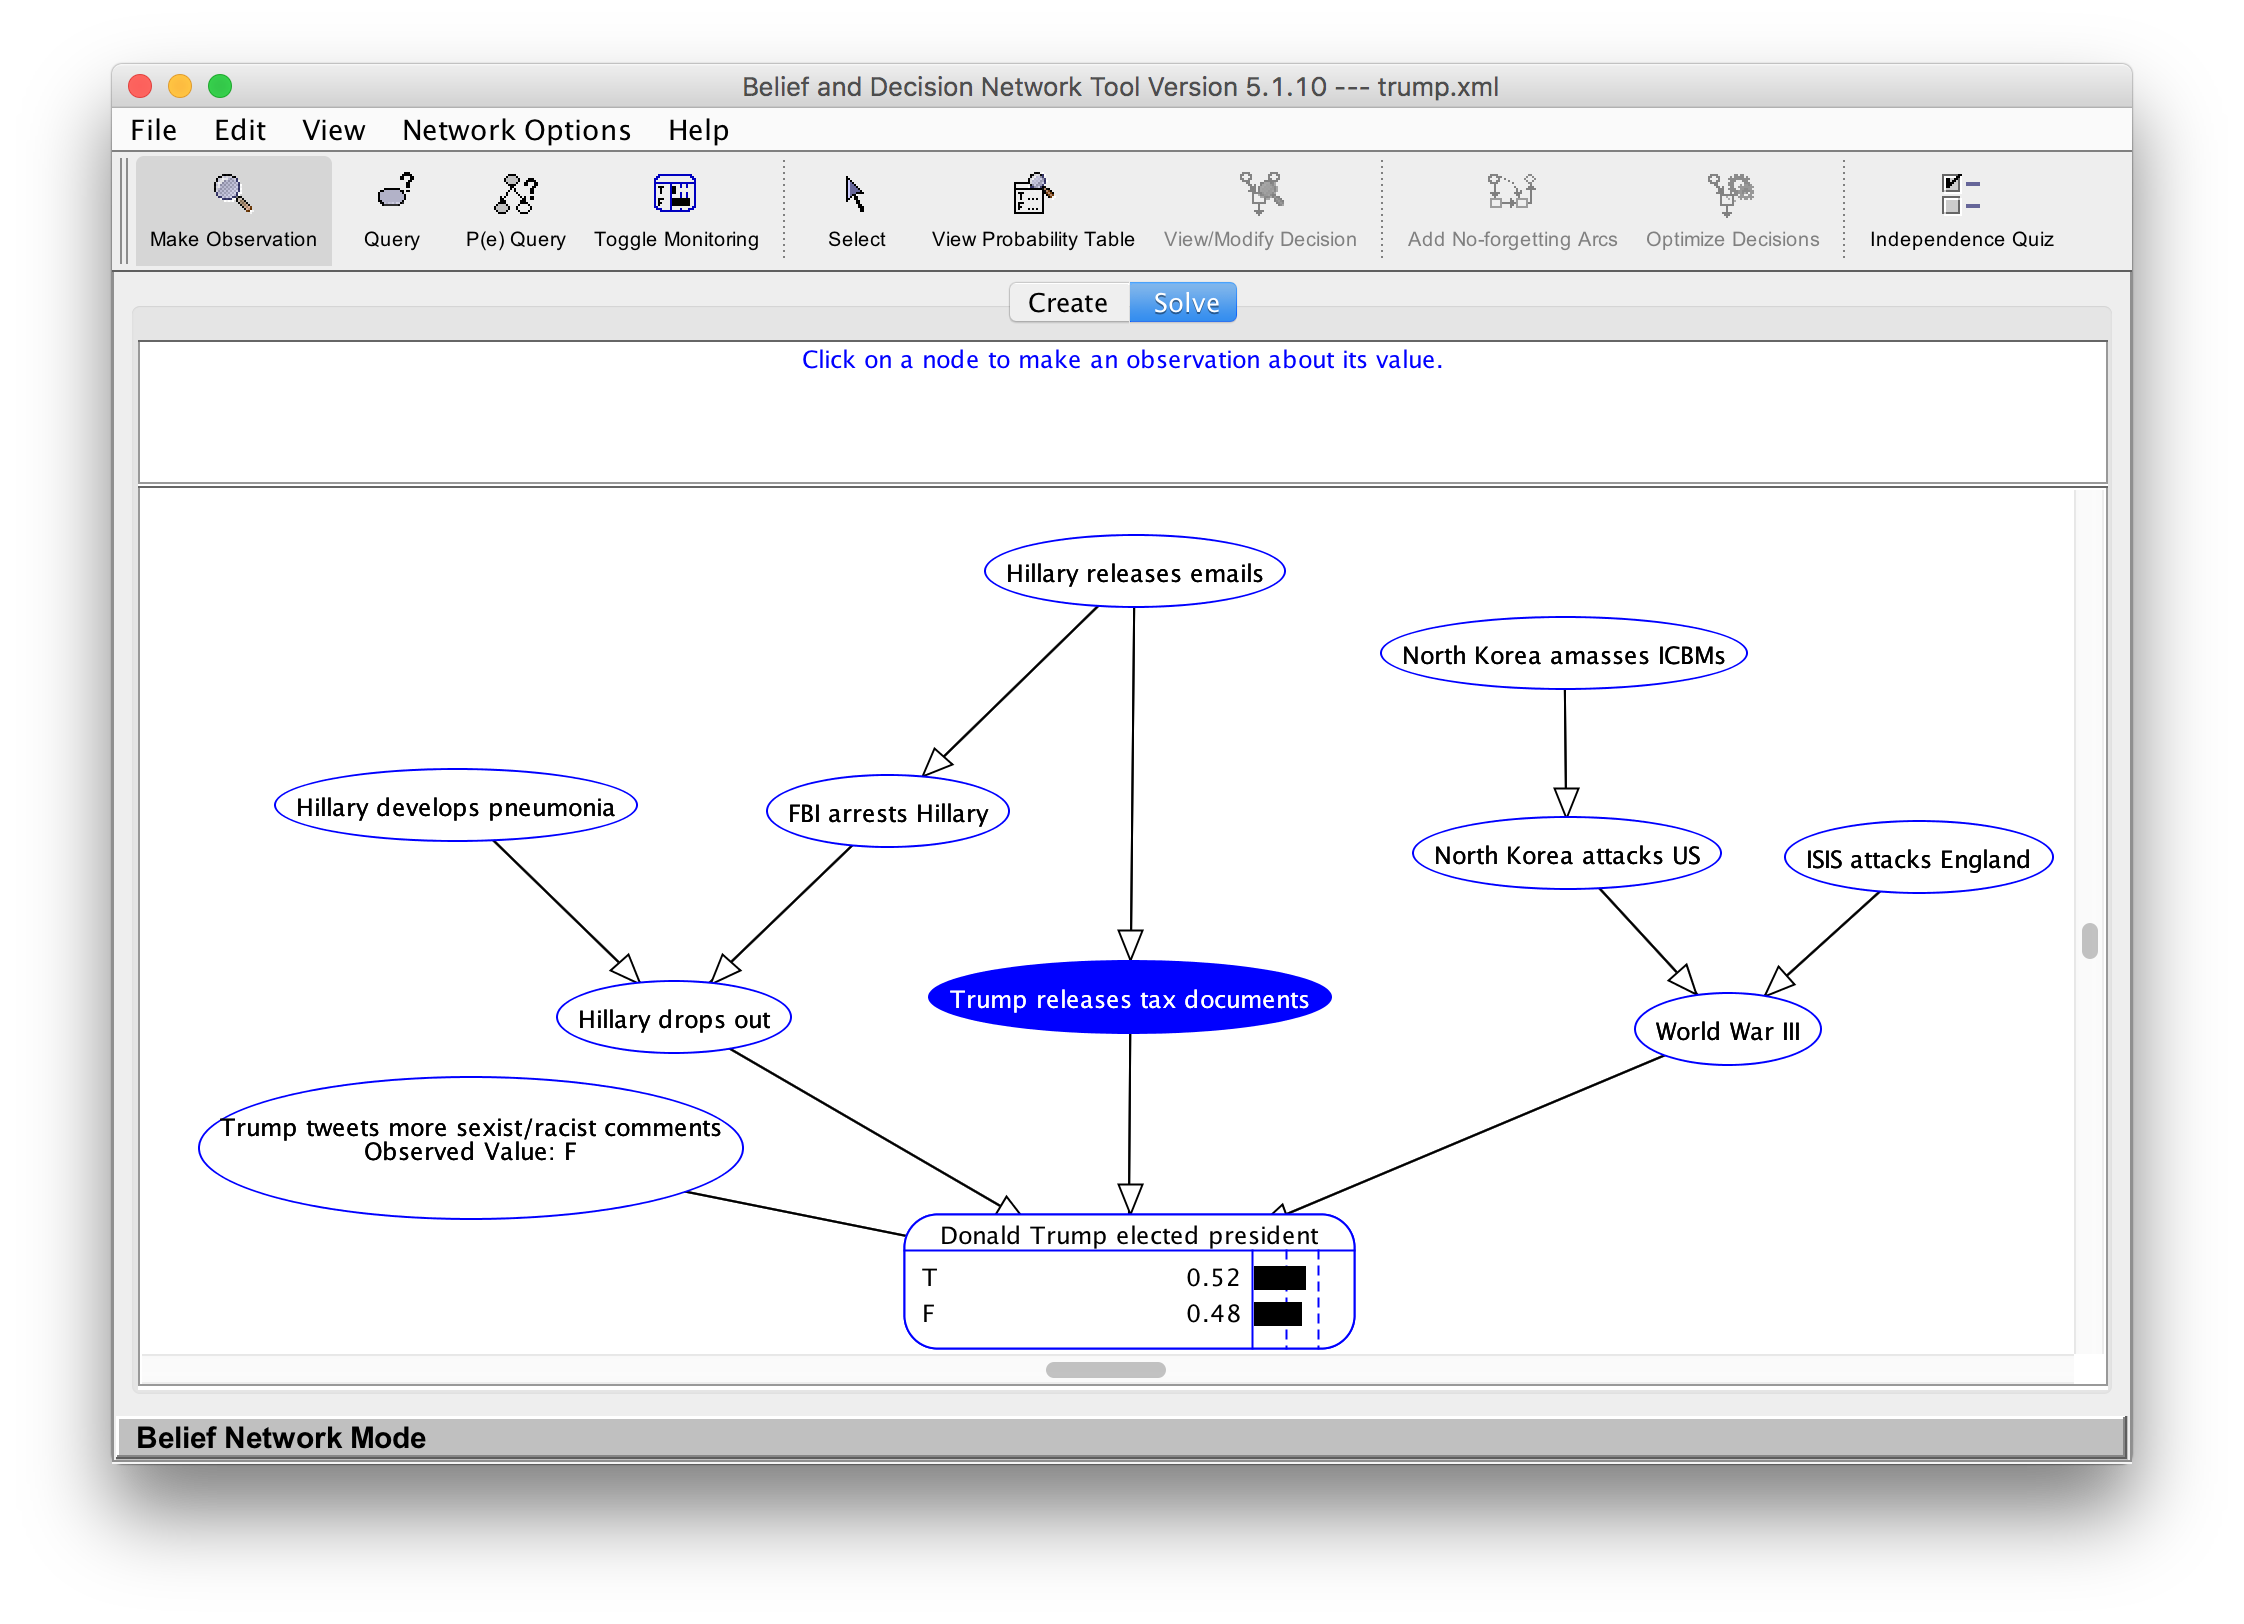 Belief and Decision Network Tool Version 5.1.10 --- trump.xml
File Edit View Network Options Help
Make Observation Query P(e) Query Toggle Monitoring Select View Probability Table View/Modify Decision Add No-forgetting Arcs Optimize Decisions Independence Quiz
Create Solve
Click on a node to make an observation about its value.
Hillary releases emails
North Korea amasses ICBMs
Hillary develops pneumonia
FBI arrests Hillary
North Korea attacks US
ISIS attacks England
Trump releases tax documents
Hillary drops out
World War III
Trump tweets more sexist/racist comments
Observed Value: F
Donald Trump elected president
T 0.52
F 0.48
Belief Network Mode